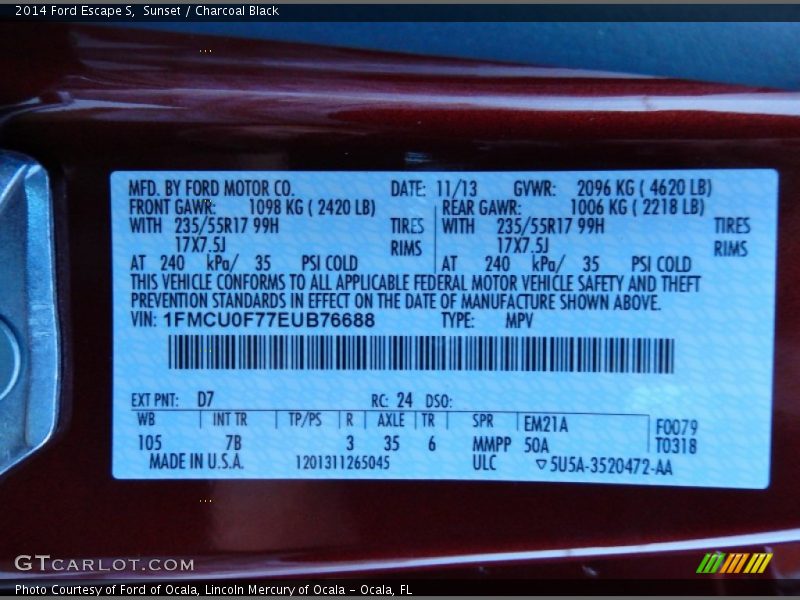 2014 Ford Escape S, Sunset / Charcoal Black
MFD. BY FORD MOTOR CO. DATE: 11/13 GVWR: 2096 KG ( 4620 LB)
FRONT GAWR: 1098 KG ( 2420 LB) REAR GAWR: 1006 KG ( 2218 LB)
WITH 235/55R17 99H TIRES WITH 235/55R17 99H TIRES
17X7.5J RIMS 17X7.5J RIMS
AT 240 kPa/ 35 PSI COLD AT 240 kPa/ 35 PSI COLD
THIS VEHICLE CONFORMS TO ALL APPLICABLE FEDERAL MOTOR VEHICLE SAFETY AND THEFT
PREVENTION STANDARDS IN EFFECT ON THE DATE OF MANUFACTURE SHOWN ABOVE.
VIN: 1FMCU0F77EUB76688 TYPE: MPV
EXT PNT: D7 RC: 24 DSO:
WB INT TR TP/PS R AXLE TR SPR EM21A F0079
105 7B 3 35 6 MMPP 50A T0318
MADE IN U.S.A. 1201311265045 ULC ▽5U5A-3520472-AA
GTCARLOT.COM
Photo Courtesy of Ford of Ocala, Lincoln Mercury of Ocala - Ocala, FL